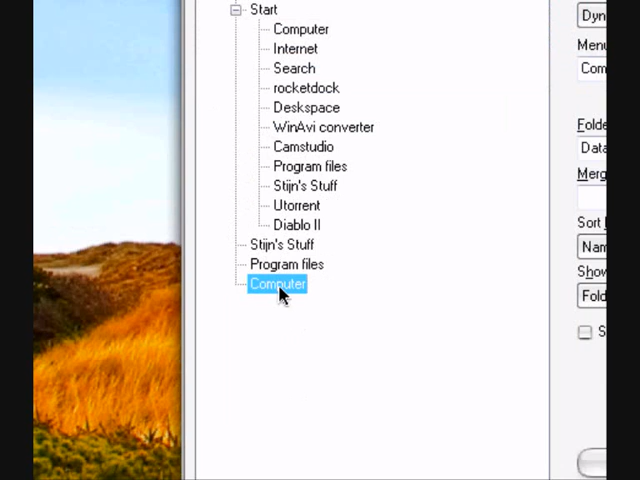 Start
Computer
Internet
Search
rocketdock
Deskspace
WinAvi converter
Camstudio
Program files
Stijn's Stuff
Utorrent
Diablo II
Stijn's Stuff
Program files
Computer
Dyn
Menu
Com
Folde
Data
Merg
Sort
Nam
Show
Fold
S